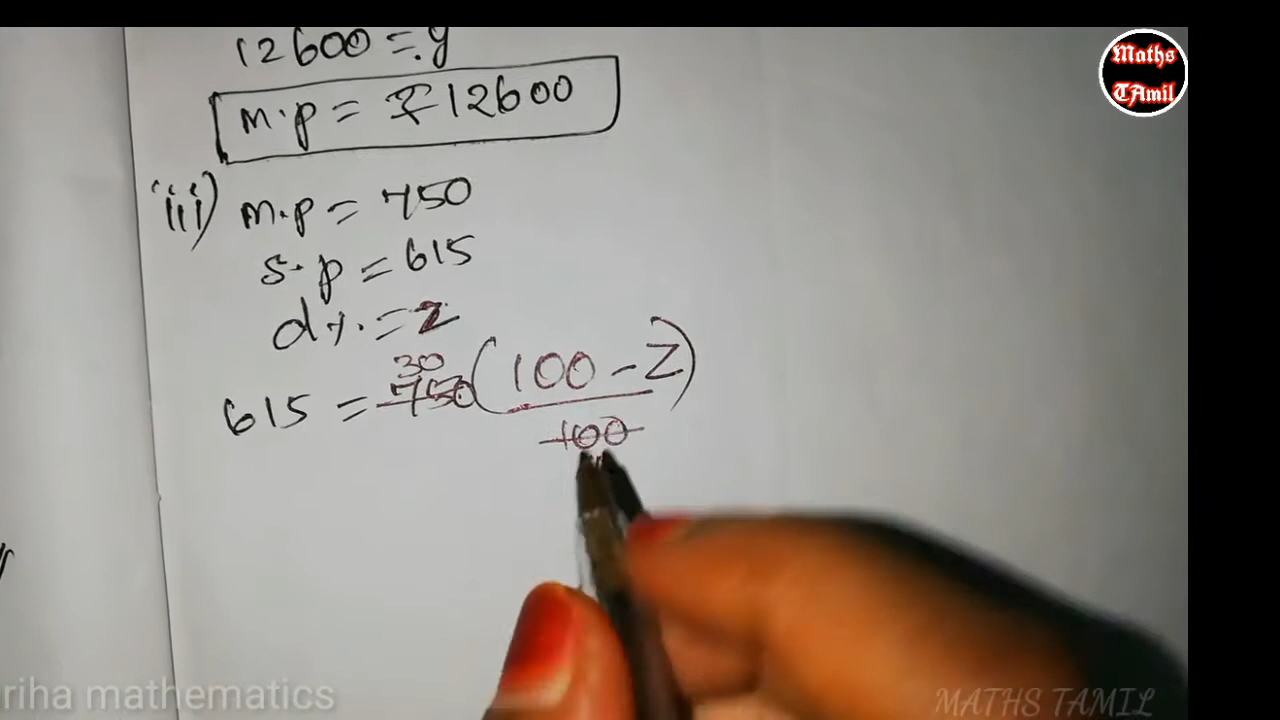 12600 = y
m.p = ₹12600
iii) m.p = 750
s.p = 615
d%. = z
30
615 = 750 (100 - z)
100
Maths
TAmil
riha mathematics
MATHS TAMIL